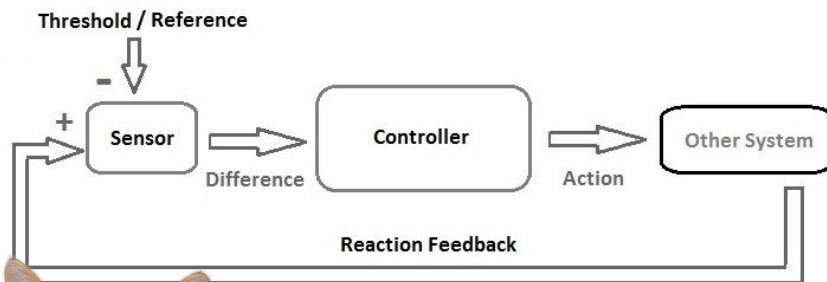 Threshold / Reference
-
+
Sensor
Difference
Controller
Action
Other System
Reaction Feedback